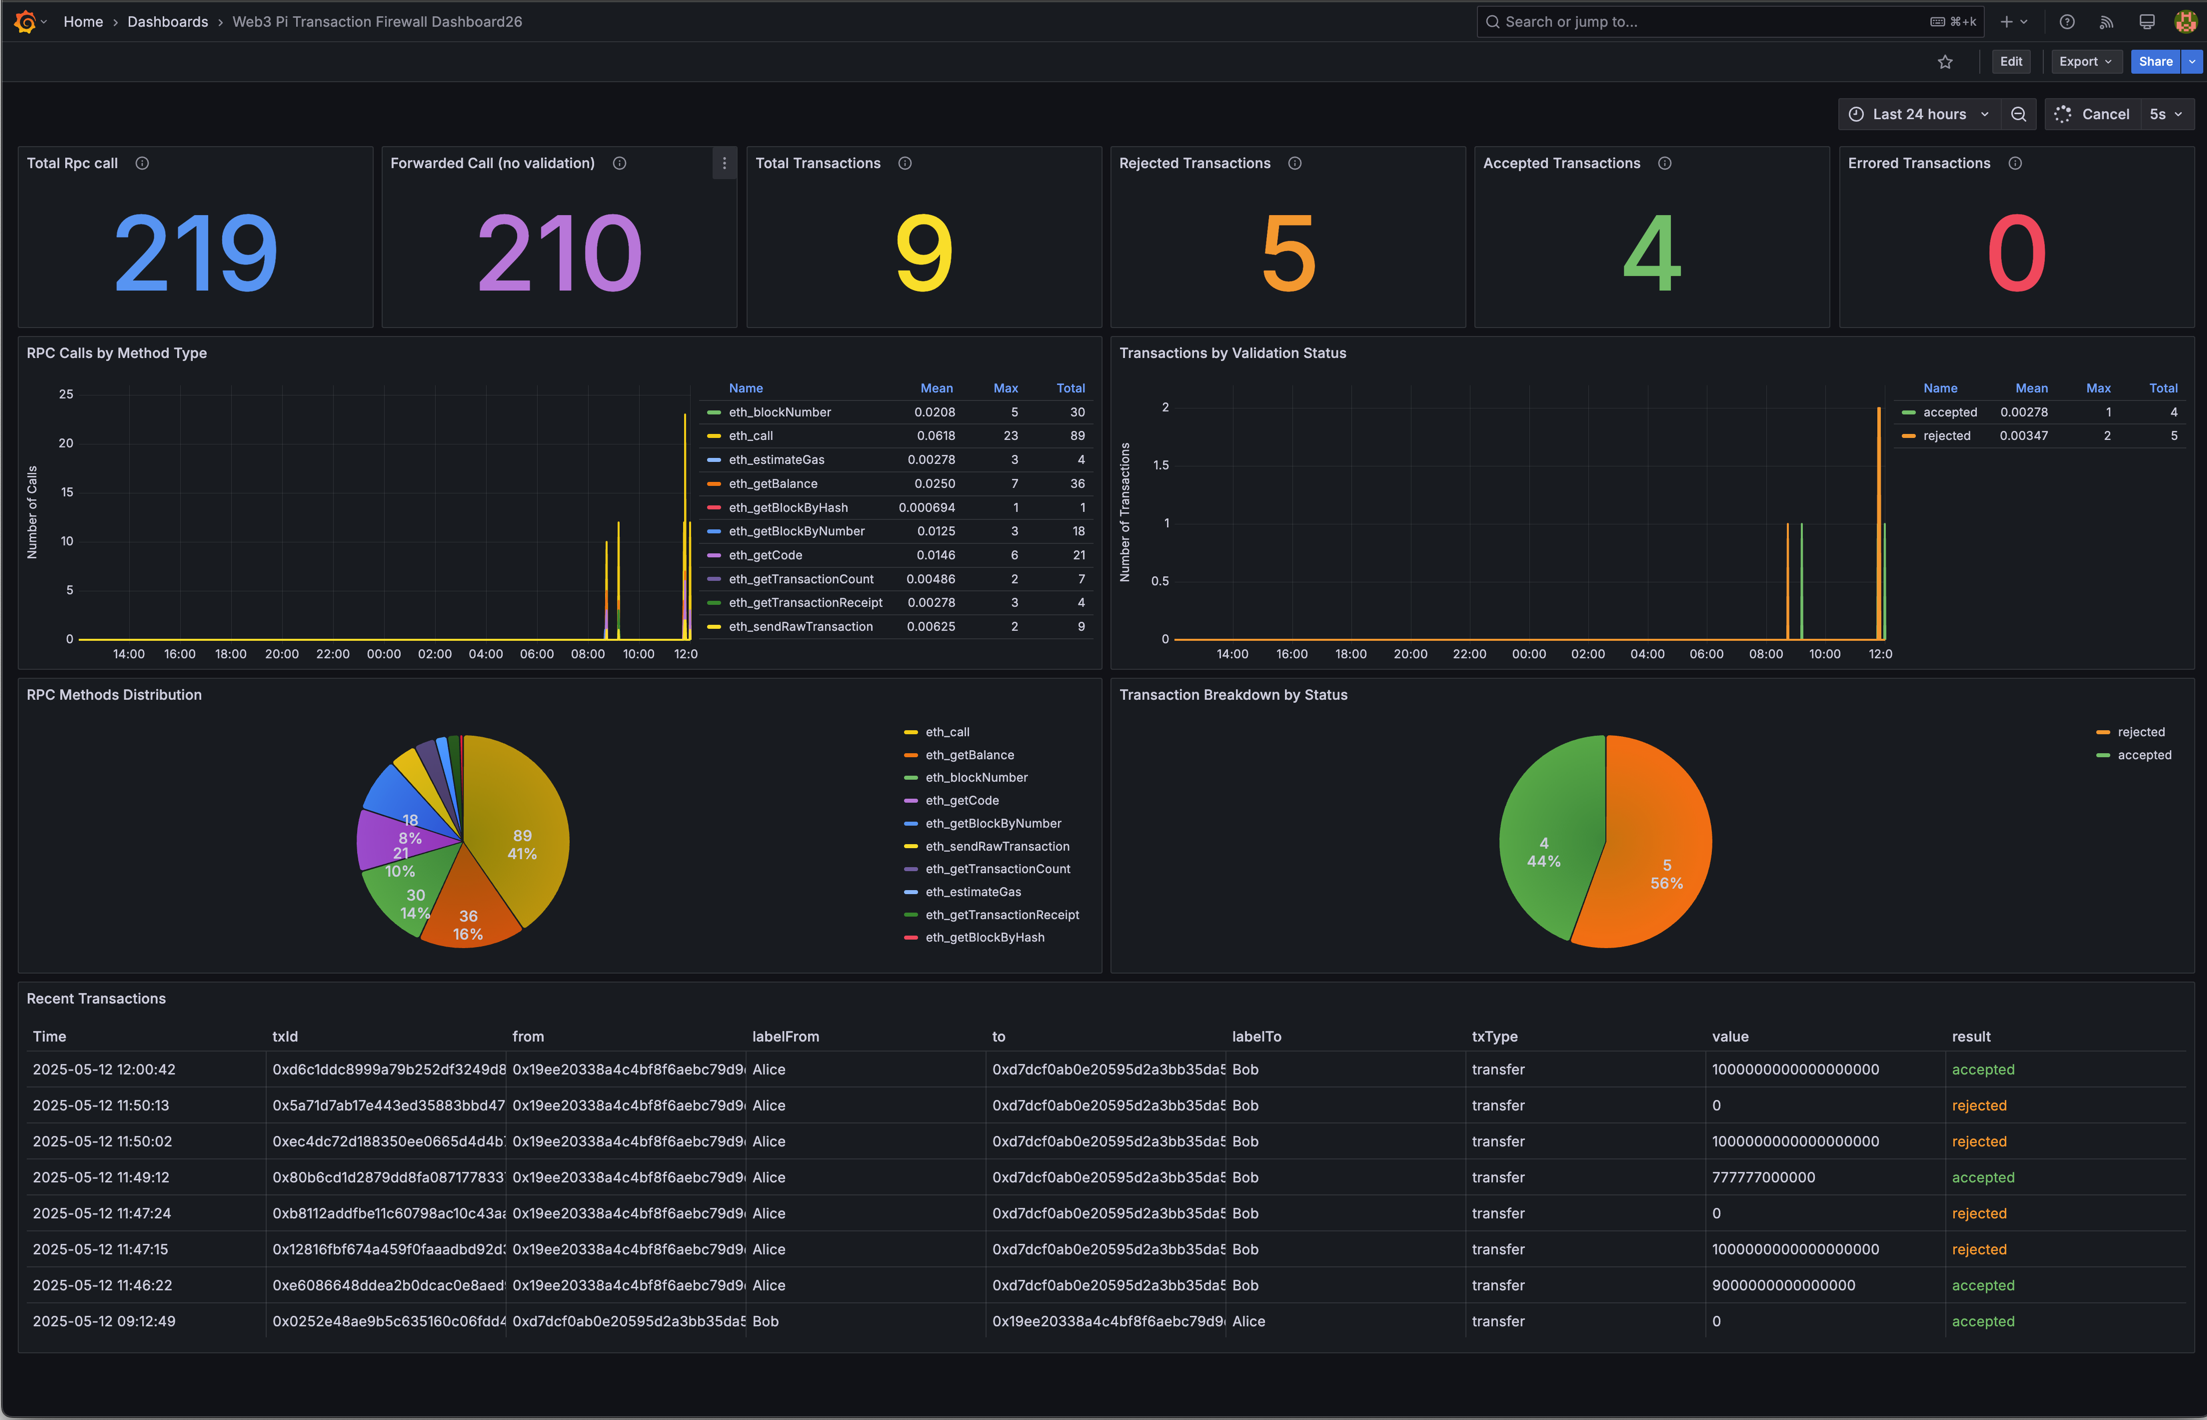 Home › Dashboards › Web3 Pi Transaction Firewall Dashboard26
Search or jump to...
⌘+k
Edit
Export
Share
Last 24 hours
Cancel
5s
Total Rpc call
219
Forwarded Call (no validation)
210
Total Transactions
9
Rejected Transactions
5
Accepted Transactions
4
Errored Transactions
0
RPC Calls by Method Type
Number of Calls
25
20
15
10
5
0
14:00 16:00 18:00 20:00 22:00 00:00 02:00 04:00 06:00 08:00 10:00 12:0
Name Mean Max Total
eth_blockNumber 0.0208 5 30
eth_call 0.0618 23 89
eth_estimateGas 0.00278 3 4
eth_getBalance 0.0250 7 36
eth_getBlockByHash 0.000694 1 1
eth_getBlockByNumber 0.0125 3 18
eth_getCode 0.0146 6 21
eth_getTransactionCount 0.00486 2 7
eth_getTransactionReceipt 0.00278 3 4
eth_sendRawTransaction 0.00625 2 9
Transactions by Validation Status
Number of Transactions
2
1.5
1
0.5
0
14:00 16:00 18:00 20:00 22:00 00:00 02:00 04:00 06:00 08:00 10:00 12:0
Name Mean Max Total
accepted 0.00278 1 4
rejected 0.00347 2 5
RPC Methods Distribution
18
8%
21
10%
30
14%
36
16%
89
41%
eth_call
eth_getBalance
eth_blockNumber
eth_getCode
eth_getBlockByNumber
eth_sendRawTransaction
eth_getTransactionCount
eth_estimateGas
eth_getTransactionReceipt
eth_getBlockByHash
Transaction Breakdown by Status
4
44%
5
56%
rejected
accepted
Recent Transactions
Time txId from labelFrom to labelTo txType value result
2025-05-12 12:00:42 0xd6c1ddc8999a79b252df3249d8 0x19ee20338a4c4bf8f6aebc79d9 Alice 0xd7dcf0ab0e20595d2a3bb35da5 Bob transfer 1000000000000000000 accepted
2025-05-12 11:50:13 0x5a71d7ab17e443ed35883bbd47 0x19ee20338a4c4bf8f6aebc79d9 Alice 0xd7dcf0ab0e20595d2a3bb35da5 Bob transfer 0 rejected
2025-05-12 11:50:02 0xec4dc72d188350ee0665d4d4b 0x19ee20338a4c4bf8f6aebc79d9 Alice 0xd7dcf0ab0e20595d2a3bb35da5 Bob transfer 1000000000000000000 rejected
2025-05-12 11:49:12 0x80b6cd1d2879dd8fa087177833 0x19ee20338a4c4bf8f6aebc79d9 Alice 0xd7dcf0ab0e20595d2a3bb35da5 Bob transfer 777777000000 accepted
2025-05-12 11:47:24 0xb8112addfbe11c60798ac10c43a 0x19ee20338a4c4bf8f6aebc79d9 Alice 0xd7dcf0ab0e20595d2a3bb35da5 Bob transfer 0 rejected
2025-05-12 11:47:15 0x12816fbf674a459f0faaadbd92d 0x19ee20338a4c4bf8f6aebc79d9 Alice 0xd7dcf0ab0e20595d2a3bb35da5 Bob transfer 1000000000000000000 rejected
2025-05-12 11:46:22 0xe6086648ddea2b0dcac0e8aed 0x19ee20338a4c4bf8f6aebc79d9 Alice 0xd7dcf0ab0e20595d2a3bb35da5 Bob transfer 9000000000000000 accepted
2025-05-12 09:12:49 0x0252e48ae9b5c635160c06fdd4 0xd7dcf0ab0e20595d2a3bb35da5 Bob 0x19ee20338a4c4bf8f6aebc79d9 Alice transfer 0 accepted